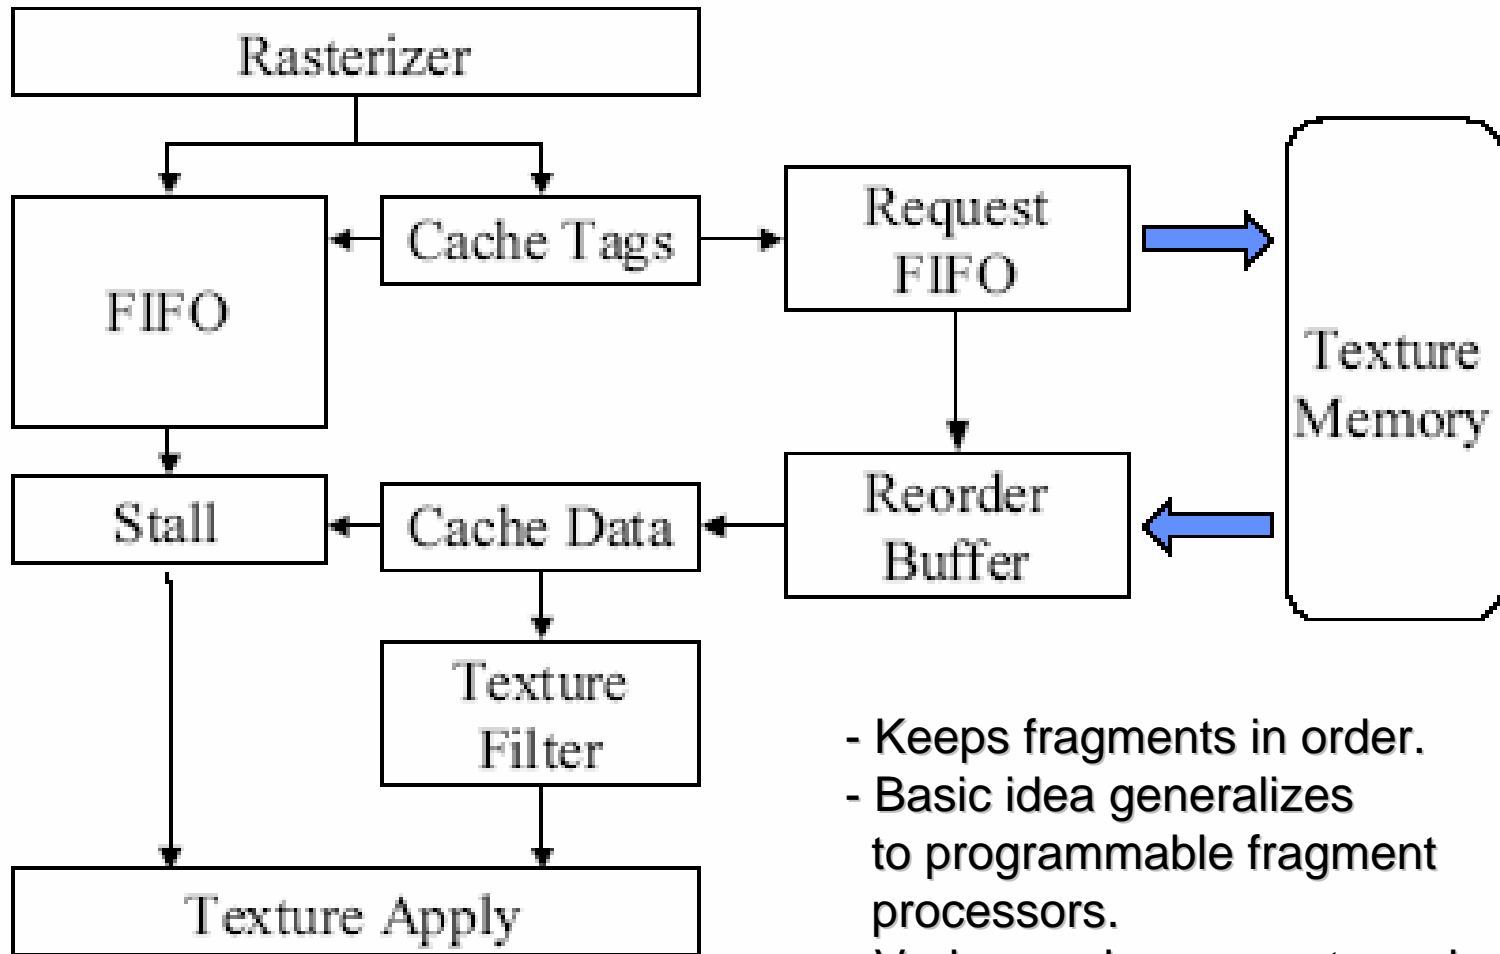 Rasterizer
FIFO
Cache Tags
Request
FIFO
Texture
Memory
Stall
Cache Data
Reorder
Buffer
Texture
Filter
Texture Apply
- Keeps fragments in order.
- Basic idea generalizes
to programmable fragment
processors.